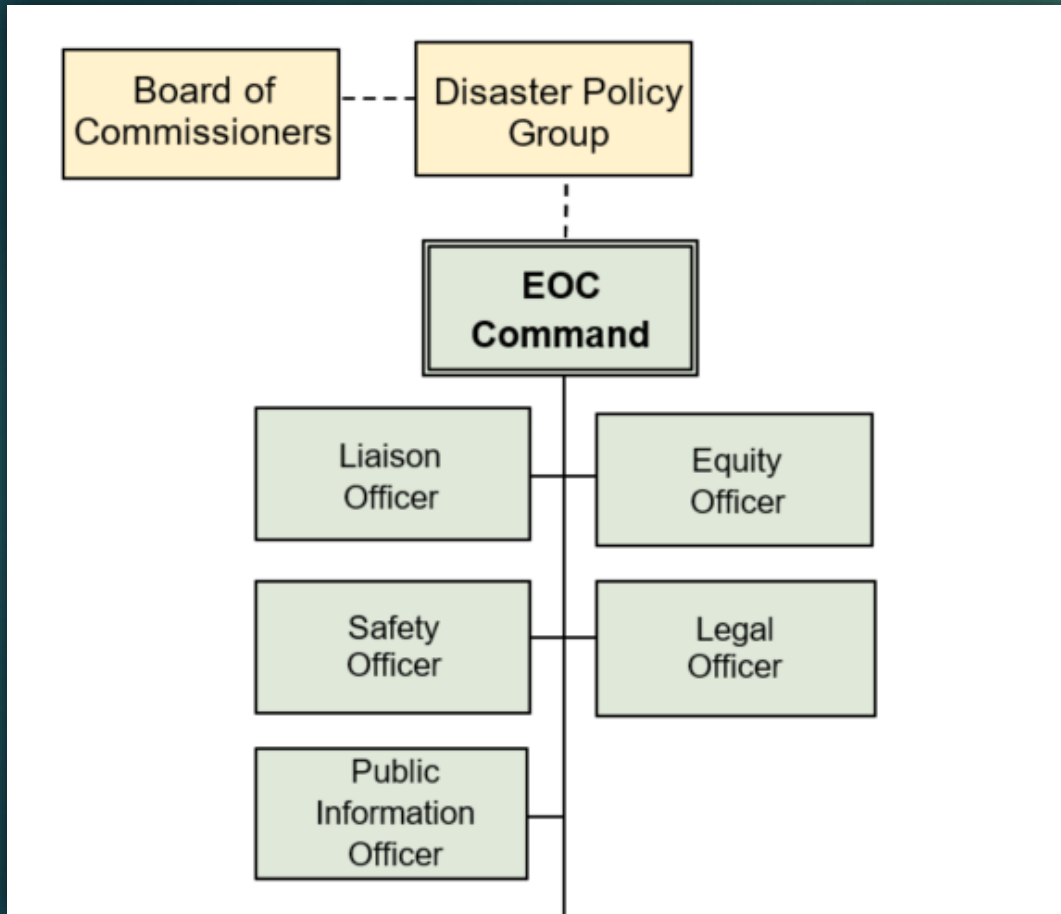 Board of
Commissioners
Disaster Policy
Group
EOC
Command
Liaison
Officer
Equity
Officer
Safety
Officer
Legal
Officer
Public
Information
Officer